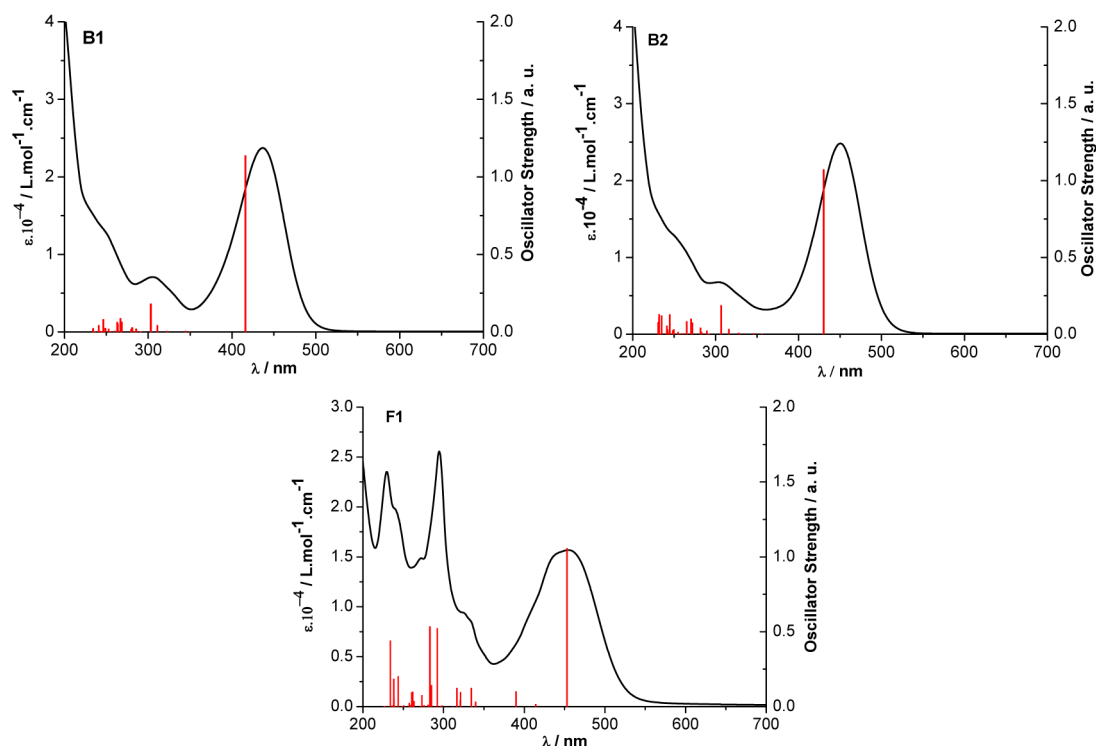 B1
4
3
2
1
0
ε.10⁻⁴ / L.mol⁻¹.cm⁻¹
2.0
1.5
1.0
0.5
0.0
Oscillator Strength / a. u.
200 300 400 500 600 700
λ / nm
B2
4
3
2
1
0
ε.10⁻⁴ / L.mol⁻¹.cm⁻¹
2.0
1.5
1.0
0.5
0.0
Oscillator Strength / a. u.
200 300 400 500 600 700
λ / nm
F1
3.0
2.5
2.0
1.5
1.0
0.5
0.0
ε.10⁻⁴ / L.mol⁻¹.cm⁻¹
2.0
1.5
1.0
0.5
0.0
Oscillator Strength / a. u.
200 300 400 500 600 700
λ / nm